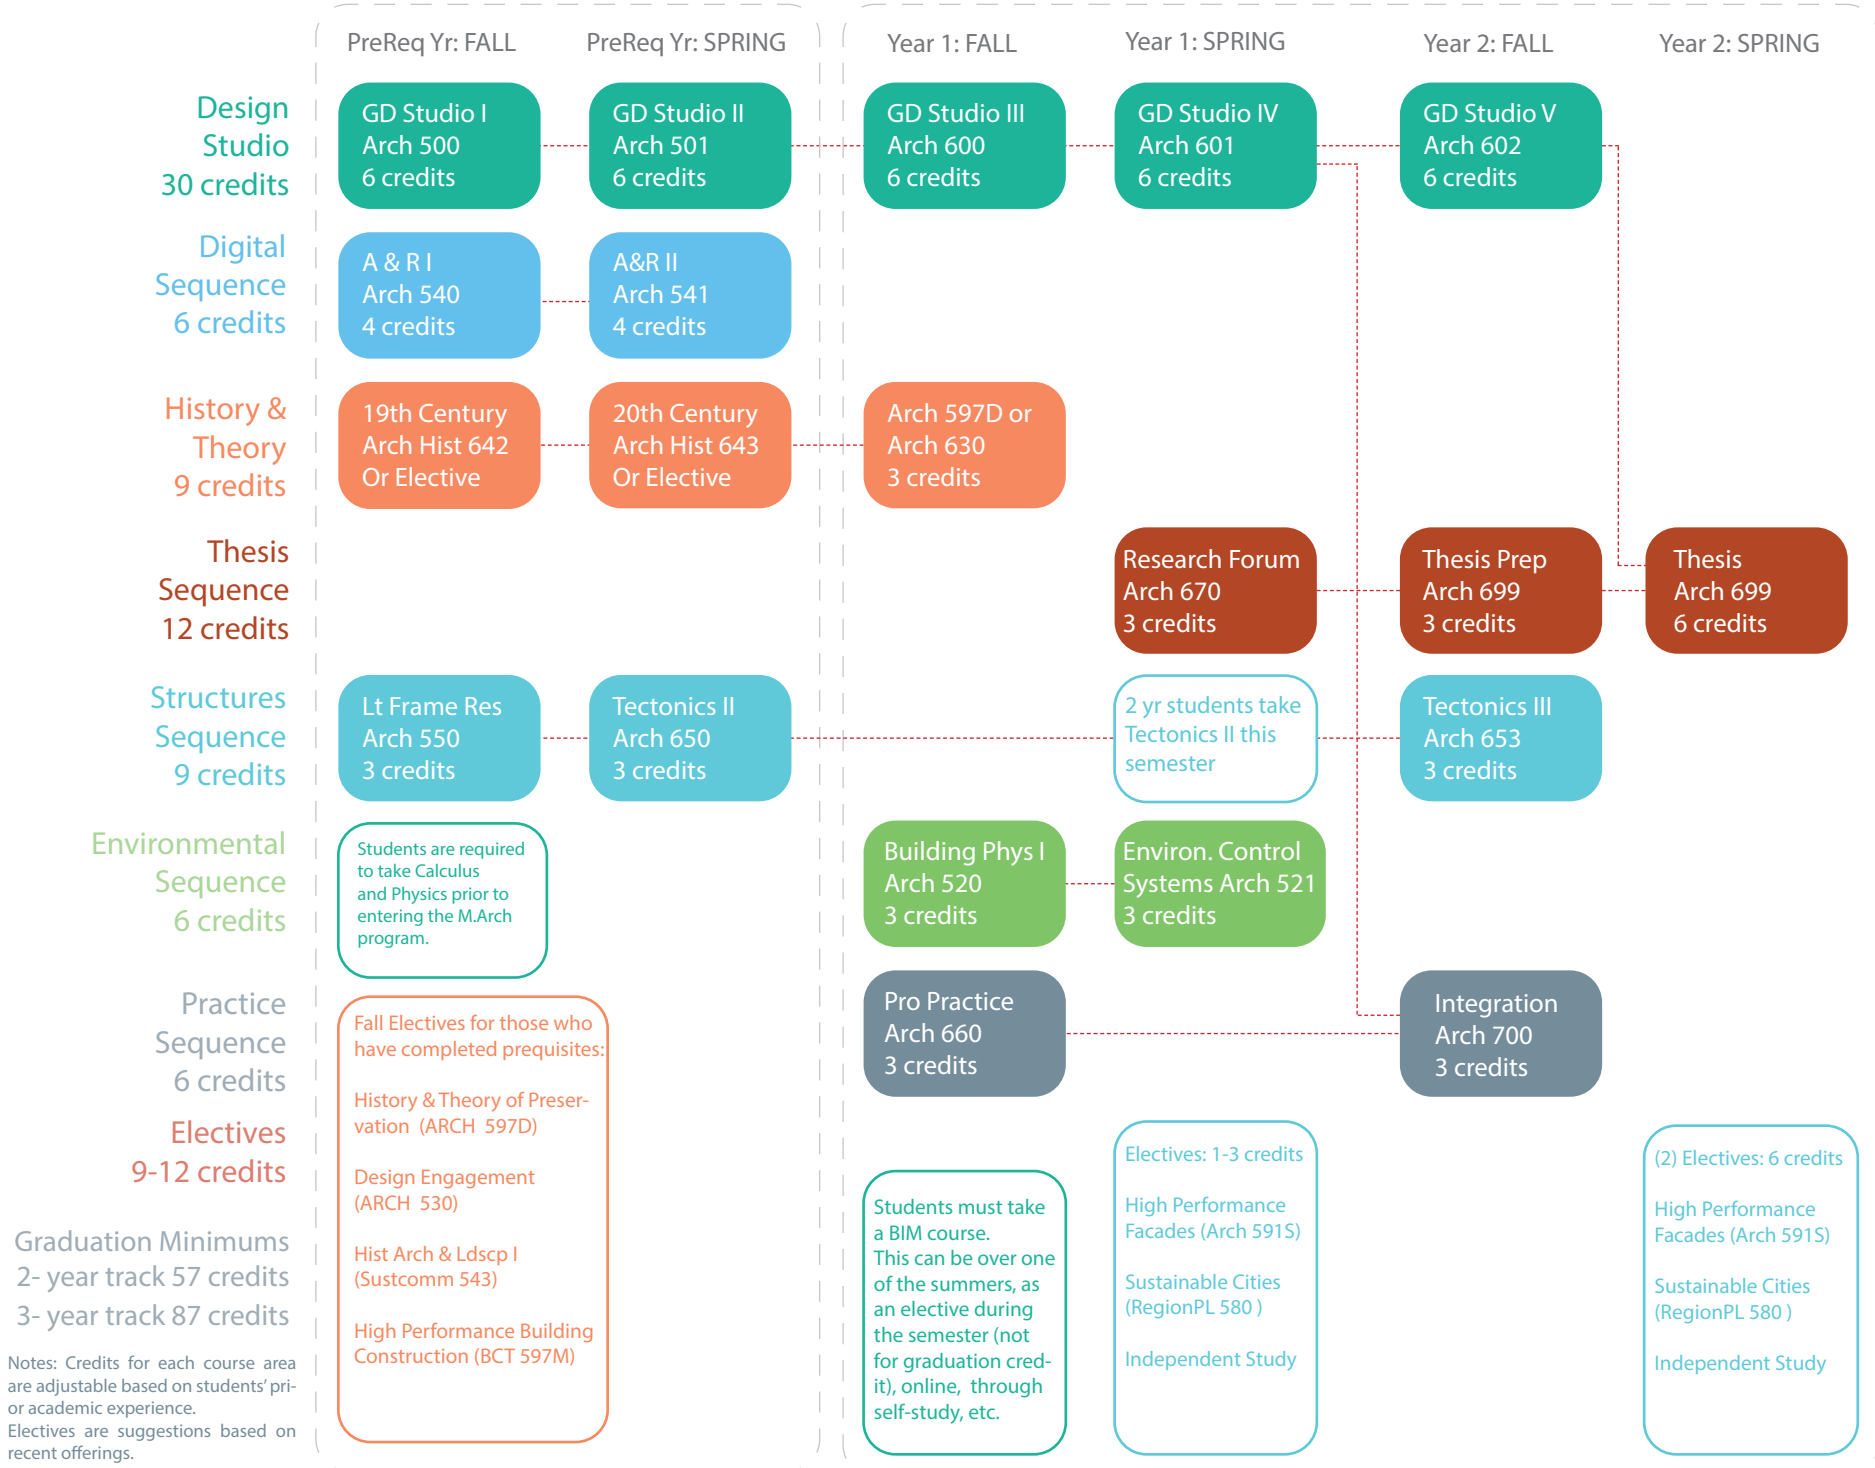 PreReq Yr: FALL
PreReq Yr: SPRING
Year 1: FALL
Year 1: SPRING
Year 2: FALL
Year 2: SPRING
Design
Studio
30 credits
GD Studio I
Arch 500
6 credits
GD Studio II
Arch 501
6 credits
GD Studio III
Arch 600
6 credits
GD Studio IV
Arch 601
6 credits
GD Studio V
Arch 602
6 credits
Digital
Sequence
6 credits
A & R I
Arch 540
4 credits
A&R II
Arch 541
4 credits
History &
Theory
9 credits
19th Century
Arch Hist 642
Or Elective
20th Century
Arch Hist 643
Or Elective
Arch 597D or
Arch 630
3 credits
Thesis
Sequence
12 credits
Research Forum
Arch 670
3 credits
Thesis Prep
Arch 699
3 credits
Thesis
Arch 699
6 credits
Structures
Sequence
9 credits
Lt Frame Res
Arch 550
3 credits
Tectonics II
Arch 650
3 credits
2 yr students take
Tectonics II this
semester
Tectonics III
Arch 653
3 credits
Environmental
Sequence
6 credits
Students are required
to take Calculus
and Physics prior to
entering the M.Arch
program.
Building Phys I
Arch 520
3 credits
Environ. Control
Systems Arch 521
3 credits
Practice
Sequence
6 credits
Pro Practice
Arch 660
3 credits
Integration
Arch 700
3 credits
Electives
9-12 credits
Fall Electives for those who
have completed prequisites:
History & Theory of Preser-
vation (ARCH 597D)
Design Engagement
(ARCH 530)
Hist Arch & Ldscp I
(Sustcomm 543)
High Performance Building
Construction (BCT 597M)
Students must take
a BIM course.
This can be over one
of the summers, as
an elective during
the semester (not
for graduation cred-
it), online, through
self-study, etc.
Electives: 1-3 credits
High Performance
Facades (Arch 591S)
Sustainable Cities
(RegionPL 580 )
Independent Study
(2) Electives: 6 credits
High Performance
Facades (Arch 591S)
Sustainable Cities
(RegionPL 580 )
Independent Study
Graduation Minimums
2- year track 57 credits
3- year track 87 credits
Notes: Credits for each course area
are adjustable based on students' pri-
or academic experience.
Electives are suggestions based on
recent offerings.